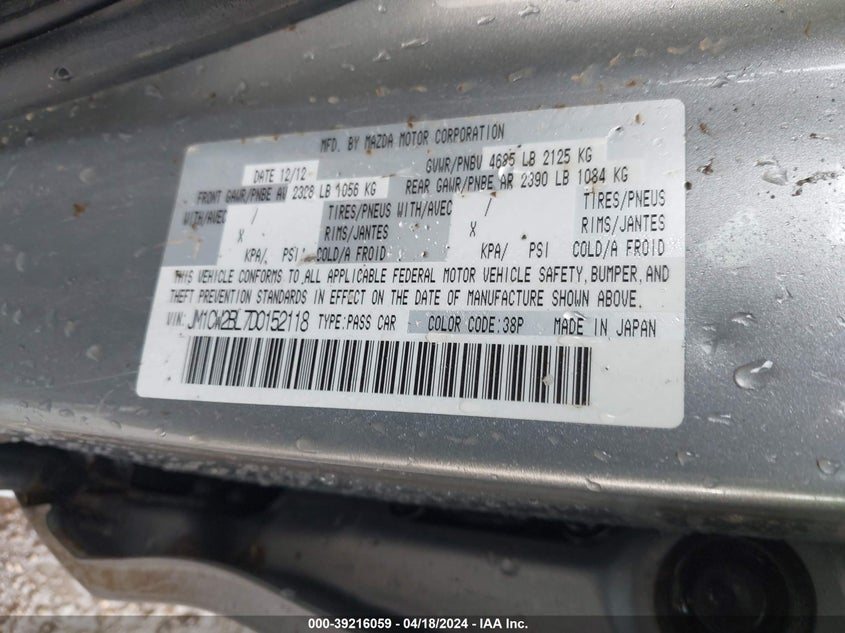 MFD. BY MAZDA MOTOR CORPORATION
DATE 12/12 GVWR/PNBV 4685 LB 2125 KG
FRONT GAWR/PNBE AV 2328 LB 1056 KG REAR GAWR/PNBE AR 2390 LB 1084 KG
WITH/AVEC / TIRES/PNEUS WITH/AVEC / TIRES/PNEUS
X RIMS/JANTES X RIMS/JANTES
KPA/ PSI COLD/A FROID KPA/ PSI COLD/A FROID
THIS VEHICLE CONFORMS TO ALL APPLICABLE FEDERAL MOTOR VEHICLE SAFETY, BUMPER, AND
THEFT PREVENTION STANDARDS IN EFFECT ON THE DATE OF MANUFACTURE SHOWN ABOVE.
VIN: JM1CW2BL7D0152118 TYPE:PASS CAR COLOR CODE:38P MADE IN JAPAN
000-39216059 - 04/18/2024 - IAA Inc.